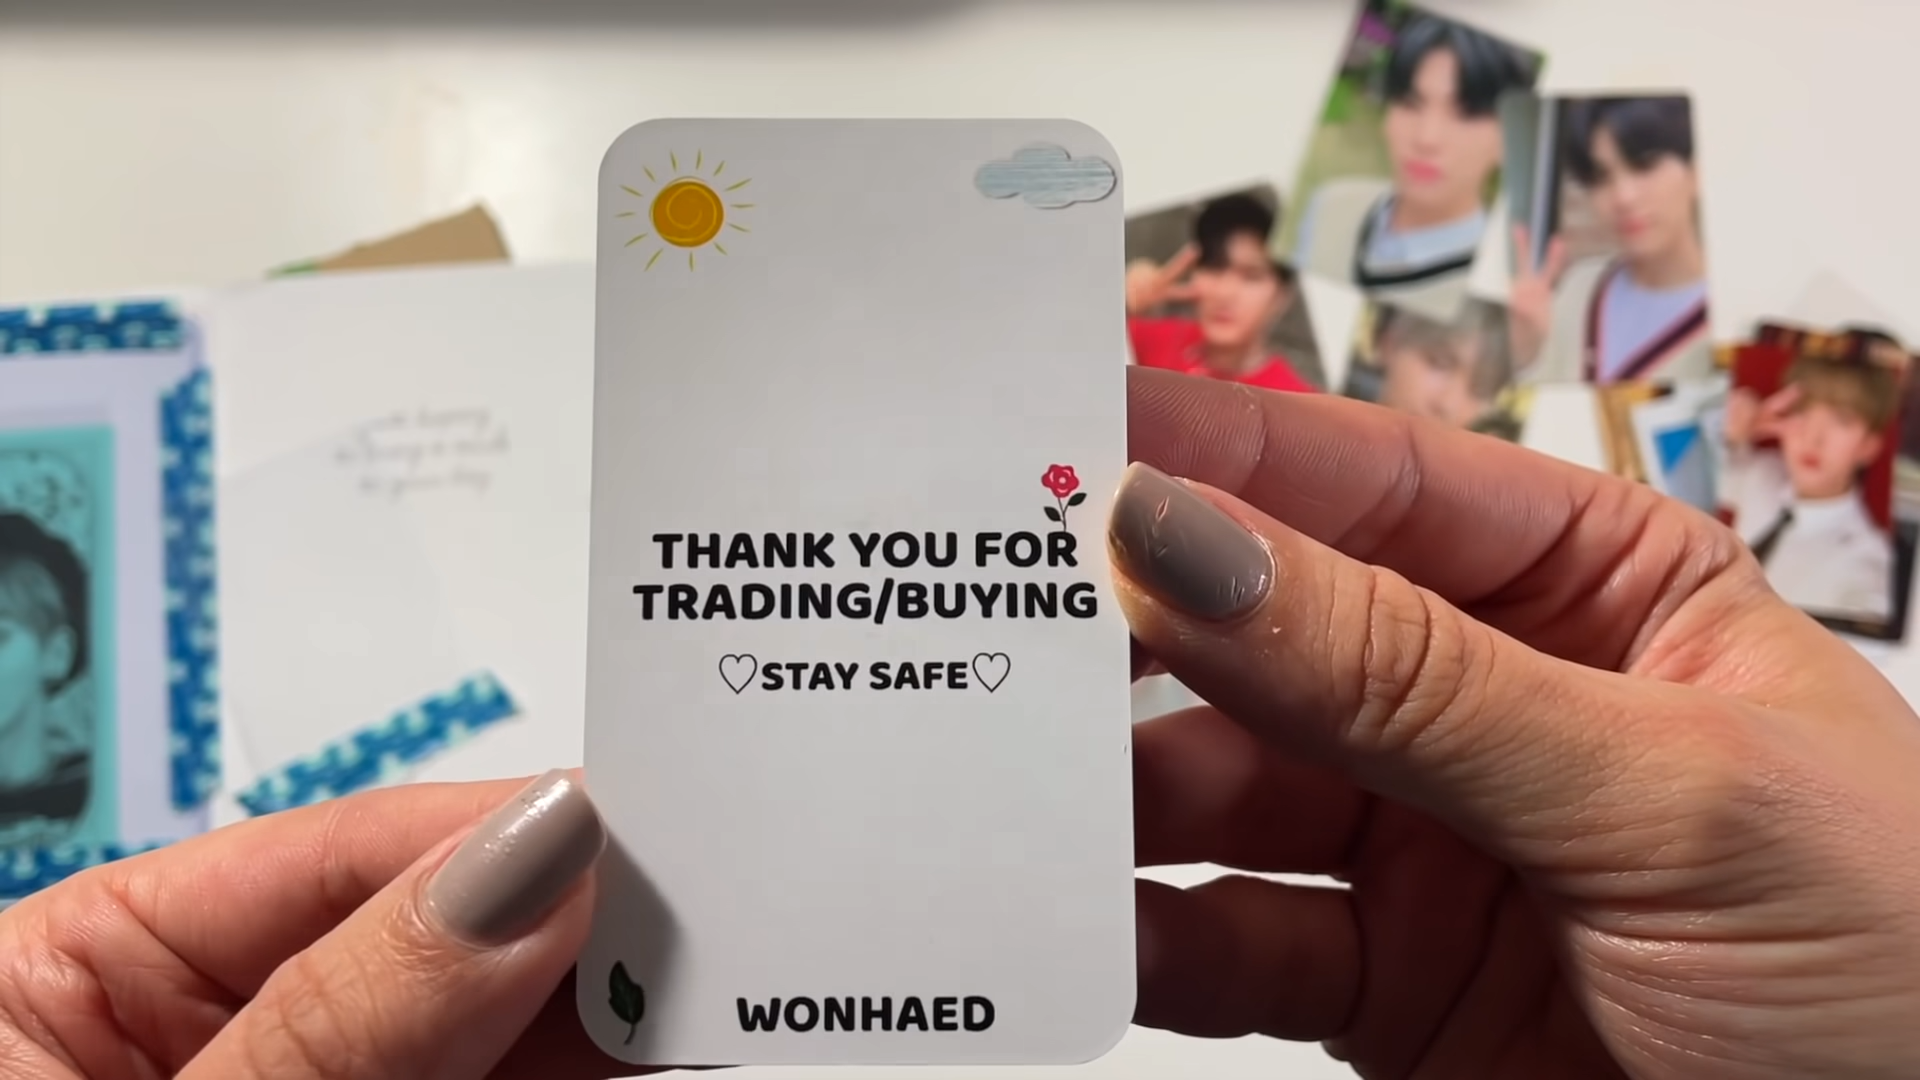 THANK YOU FOR
TRADING/BUYING
♡STAY SAFE♡
WONHAED